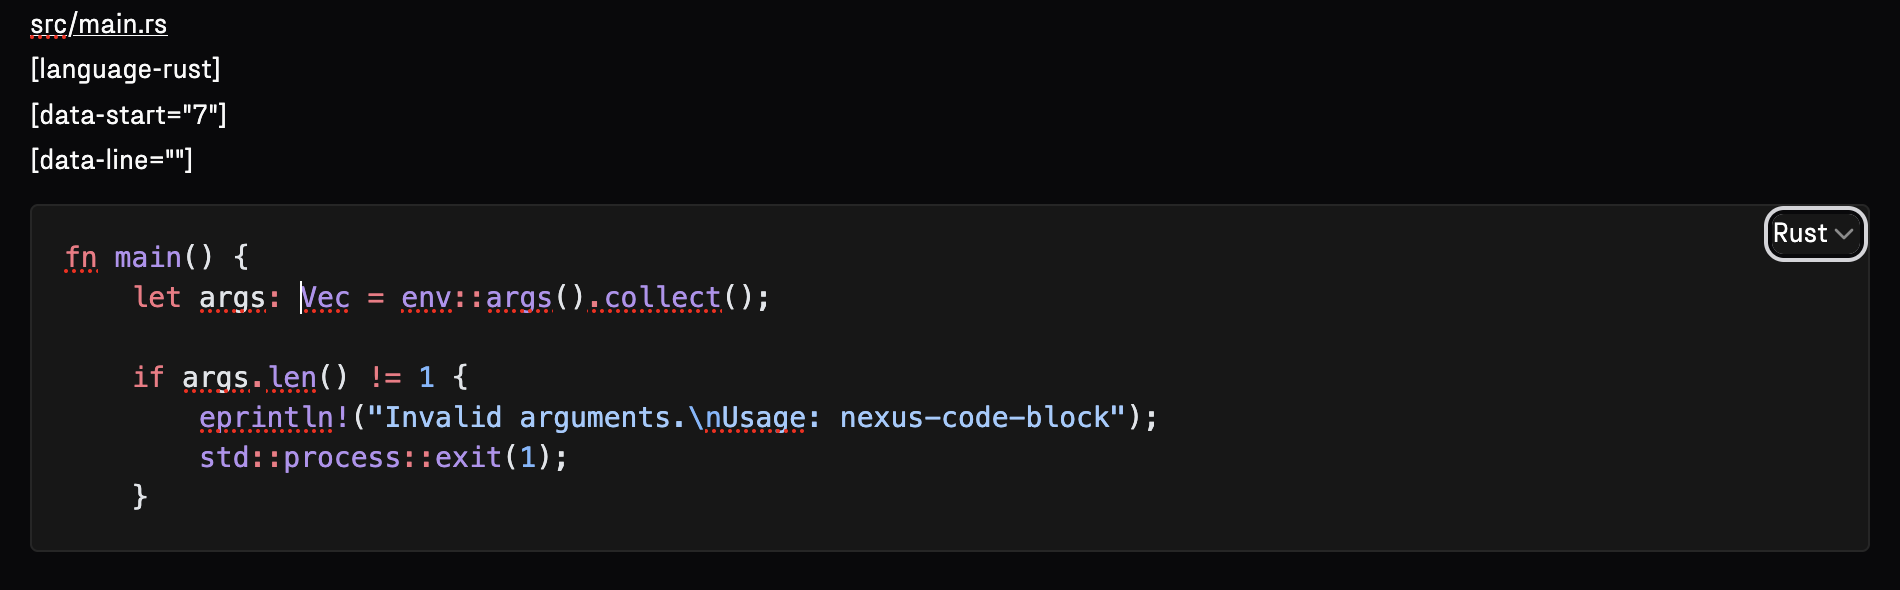 src/main.rs
[language-rust]
[data-start="7"]
[data-line=""]
Rust
fn main() {
    let args: Vec = env::args().collect();

    if args.len() != 1 {
        eprintln!("Invalid arguments.\nUsage: nexus-code-block");
        std::process::exit(1);
    }